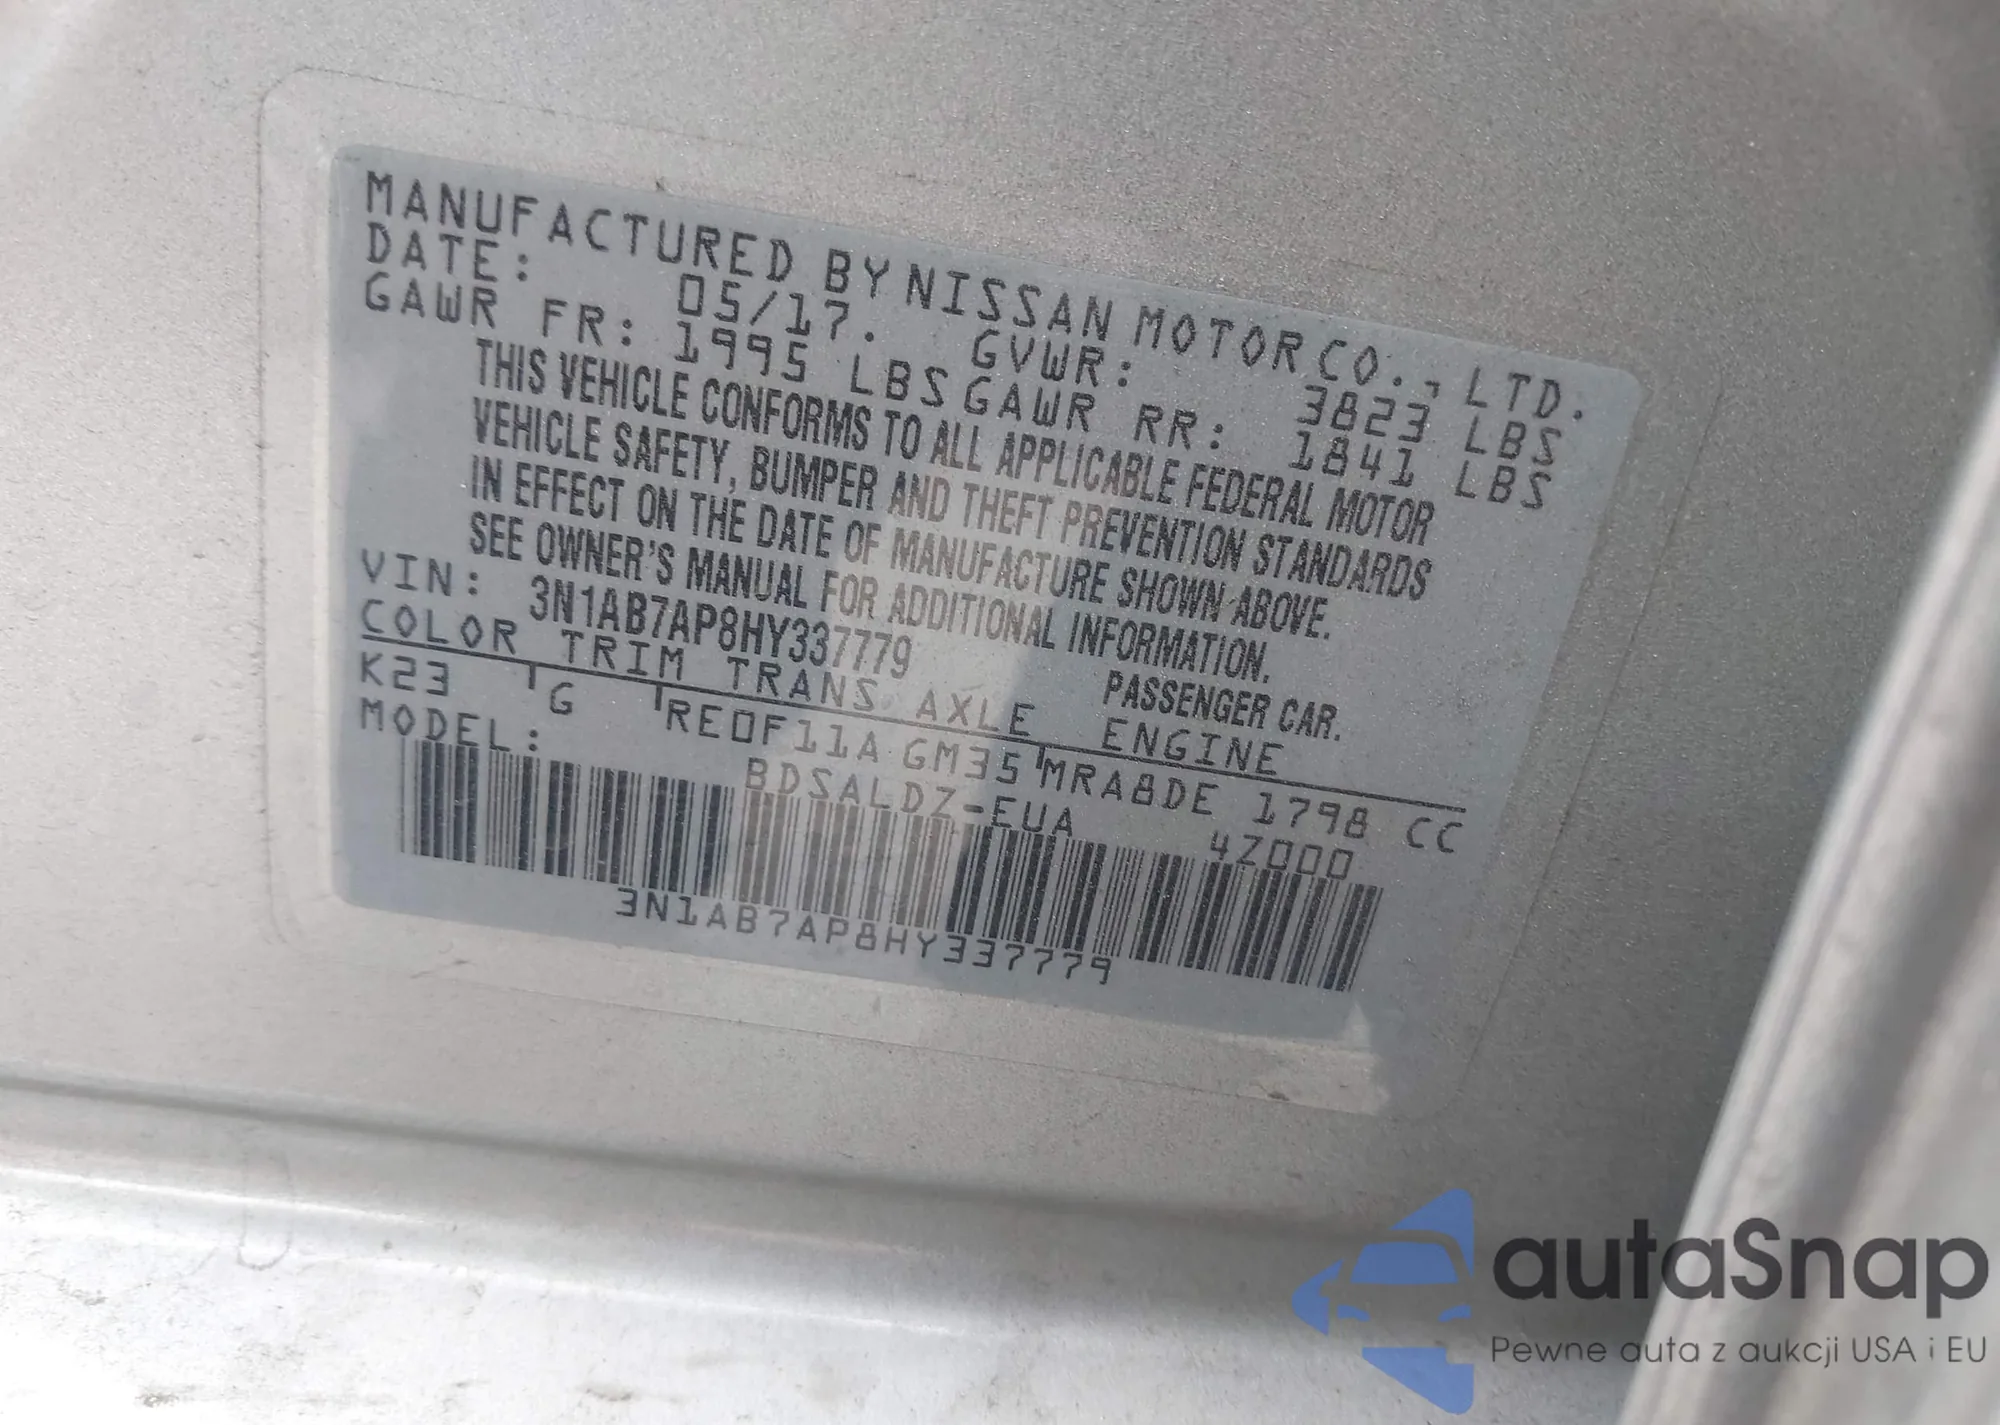 MANUFACTURED BY NISSAN MOTOR CO., LTD.
DATE: 05/17. GVWR: 3823 LBS
GAWR FR: 1995 LBS GAWR RR: 1841 LBS
THIS VEHICLE CONFORMS TO ALL APPLICABLE FEDERAL MOTOR
VEHICLE SAFETY, BUMPER AND THEFT PREVENTION STANDARDS
IN EFFECT ON THE DATE OF MANUFACTURE SHOWN ABOVE.
SEE OWNER'S MANUAL FOR ADDITIONAL INFORMATION.
VIN: 3N1AB7AP8HY337779 PASSENGER CAR.
COLOR TRIM TRANS AXLE ENGINE
K23 G RE0F11A GM35 MRA8DE 1798 CC
MODEL: BDSALDZ-EUA 4Z000
3N1AB7AP8HY337779
autaSnap
Pewne auta z aukcji USA i EU